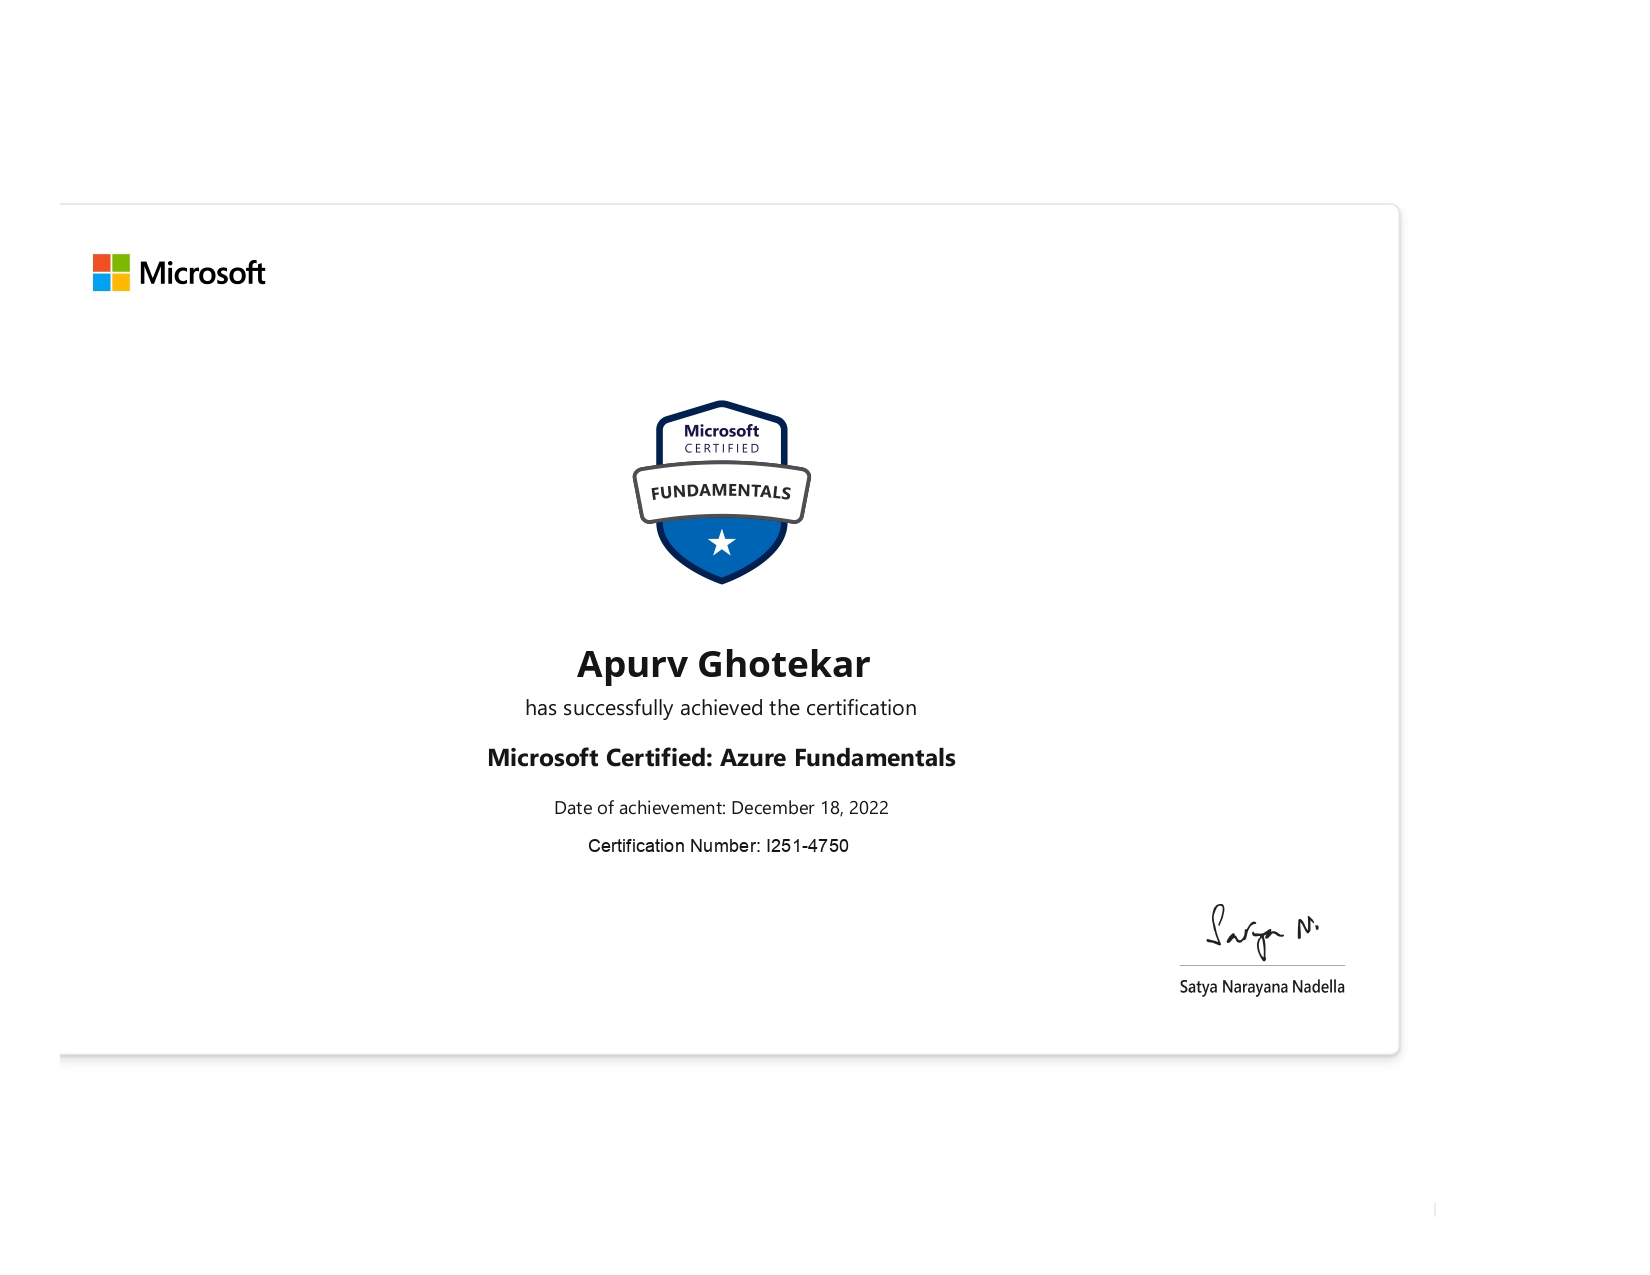 Microsoft
Microsoft
CERTIFIED
FUNDAMENTALS
Apurv Ghotekar
has successfully achieved the certification
Microsoft Certified: Azure Fundamentals
Date of achievement: December 18, 2022
Certification Number: I251-4750
Satya N.
Satya Narayana Nadella